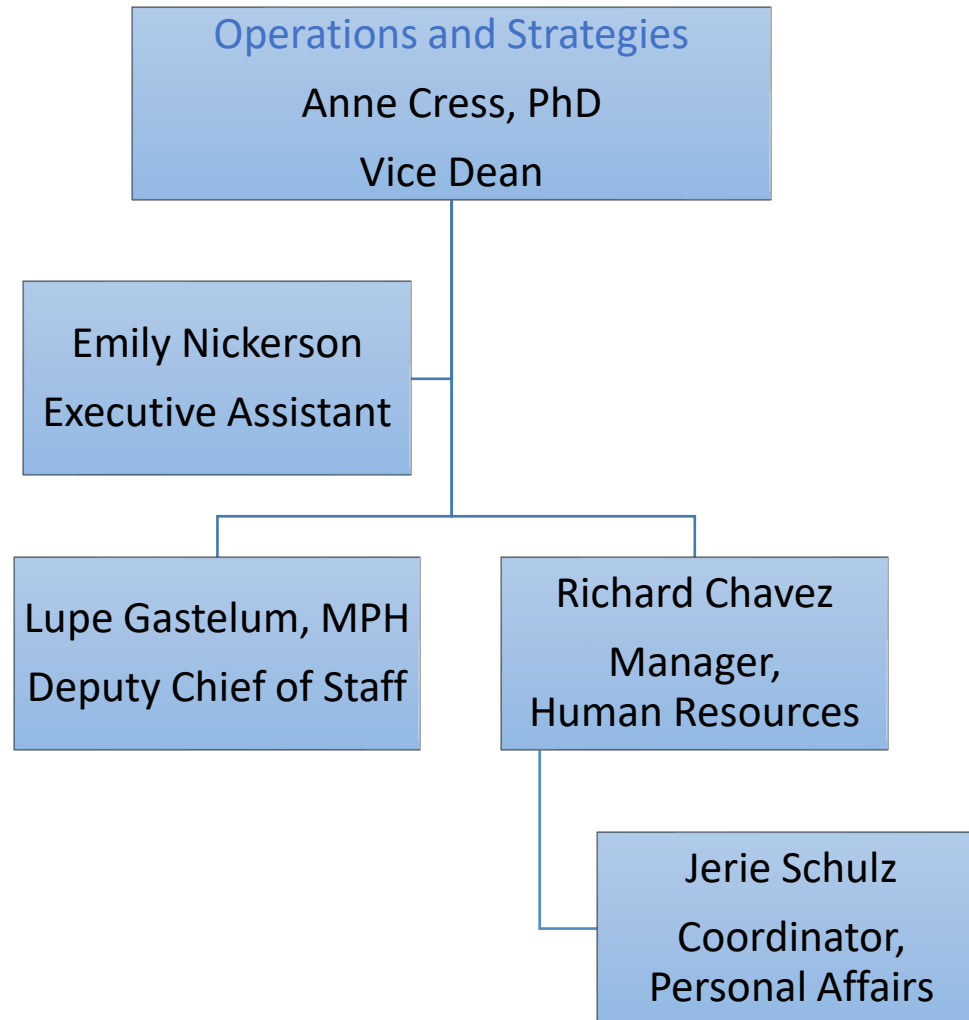 Operations and Strategies
Anne Cress, PhD
Vice Dean
Emily Nickerson
Executive Assistant
Lupe Gastelum, MPH
Deputy Chief of Staff
Richard Chavez
Manager,
Human Resources
Jerie Schulz
Coordinator,
Personal Affairs